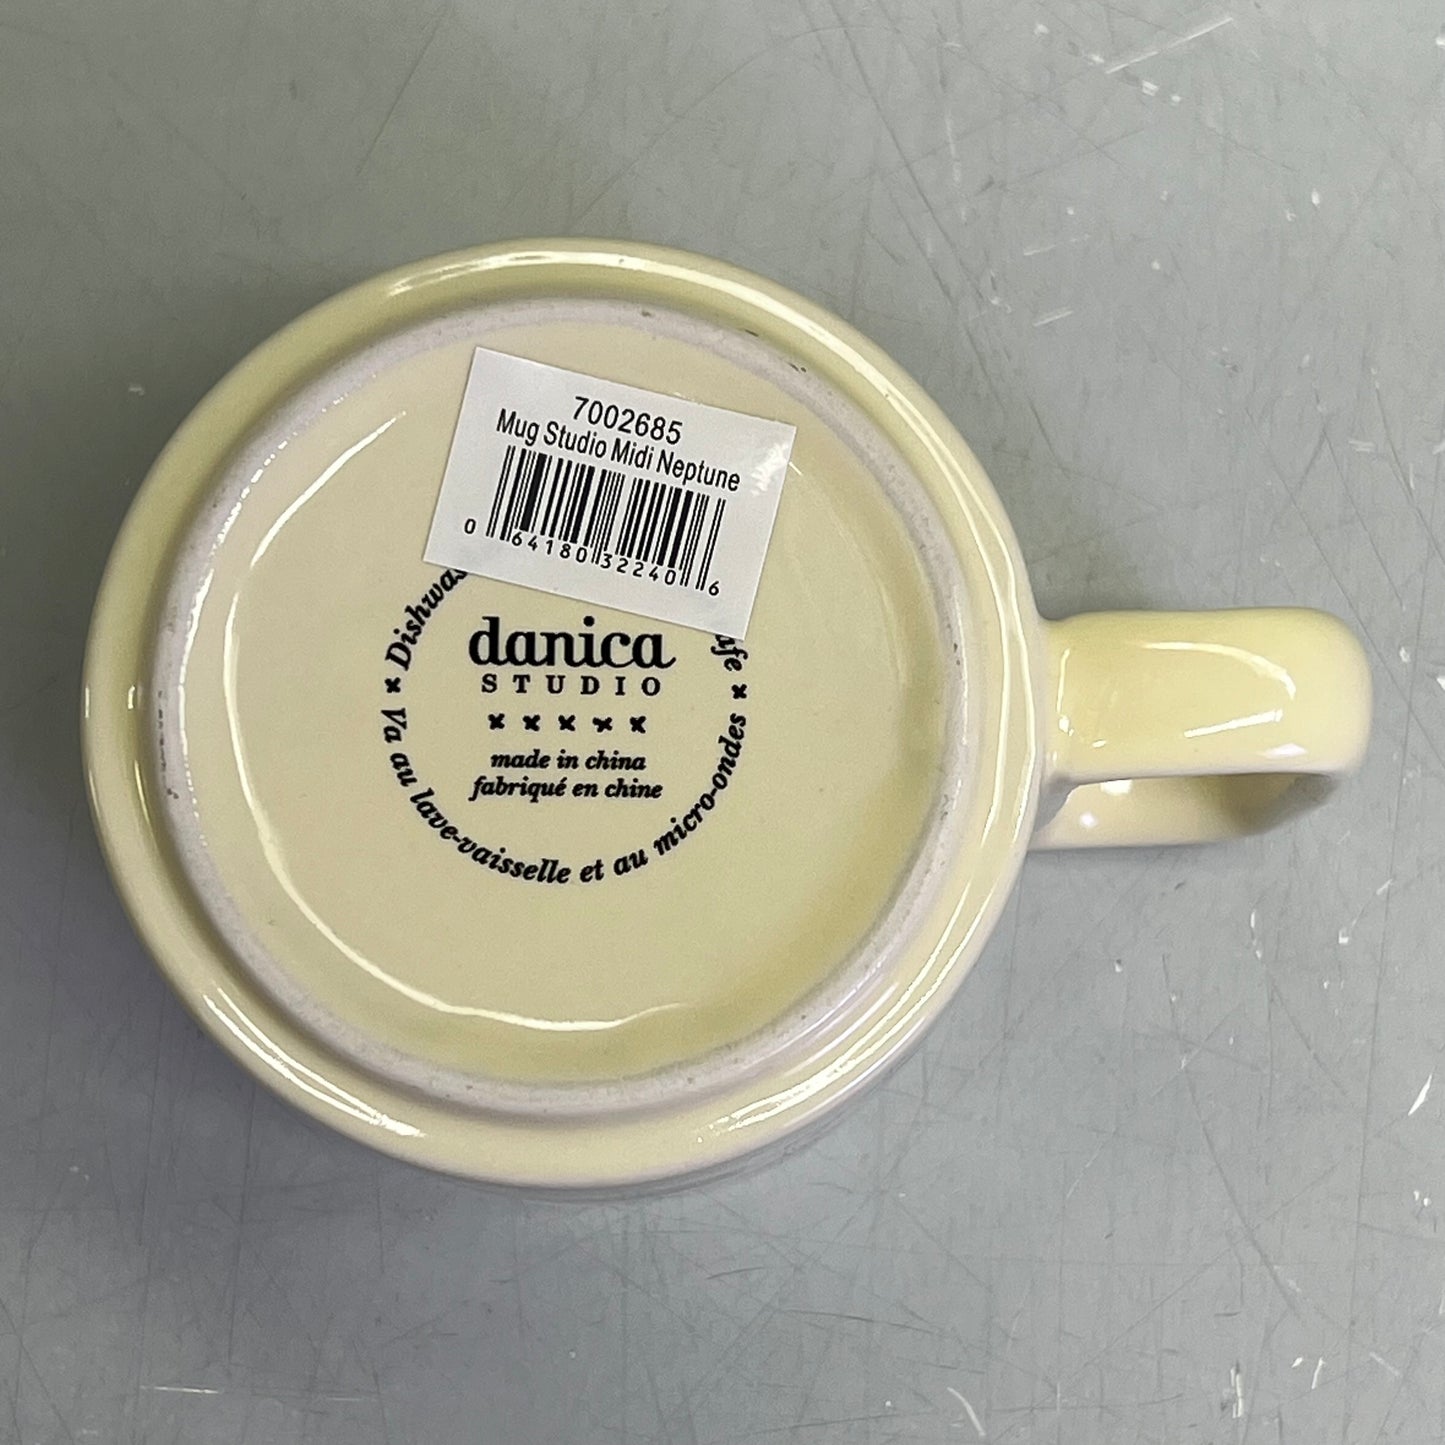 7002685
Mug Studio Midi Neptune
0 64180 32240 6
danica
STUDIO
made in china
fabriqué en chine
Va au lave-vaisselle et au micro-ondes